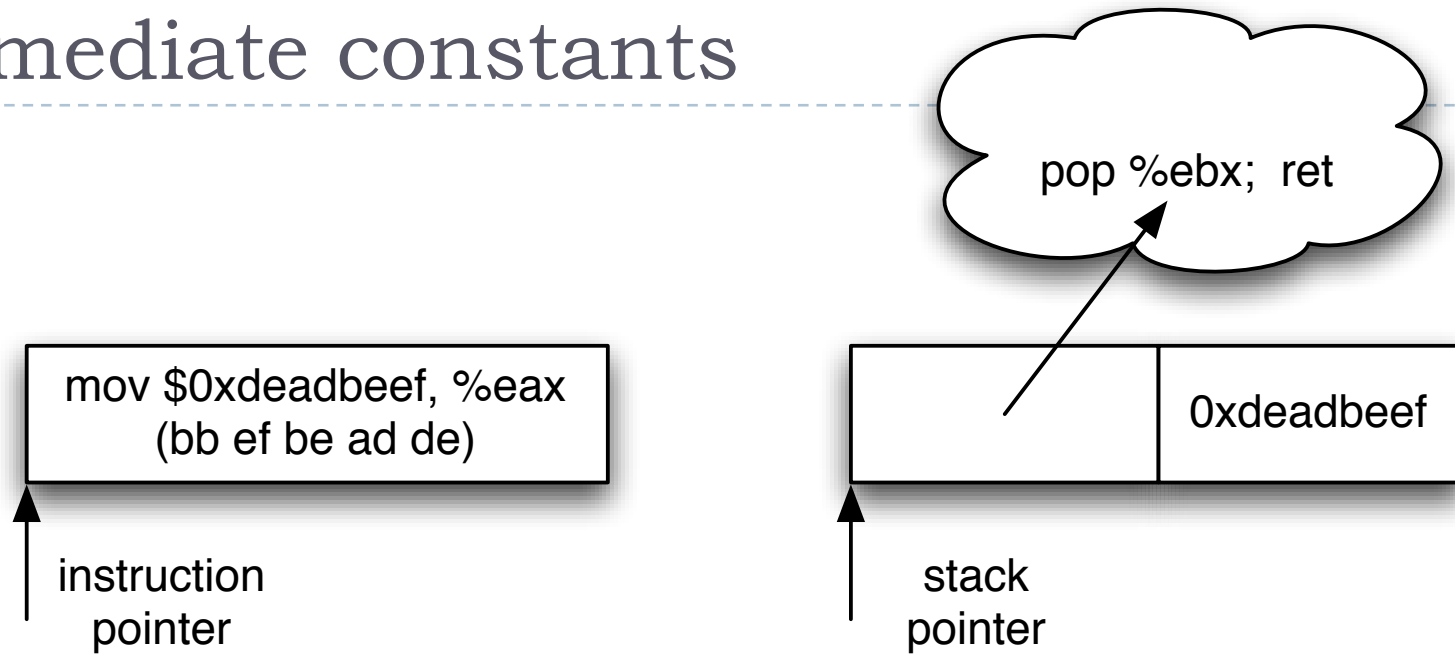 mediate constants
pop %ebx; ret
mov $0xdeadbeef, %eax
(bb ef be ad de)
0xdeadbeef
instruction
pointer
stack
pointer